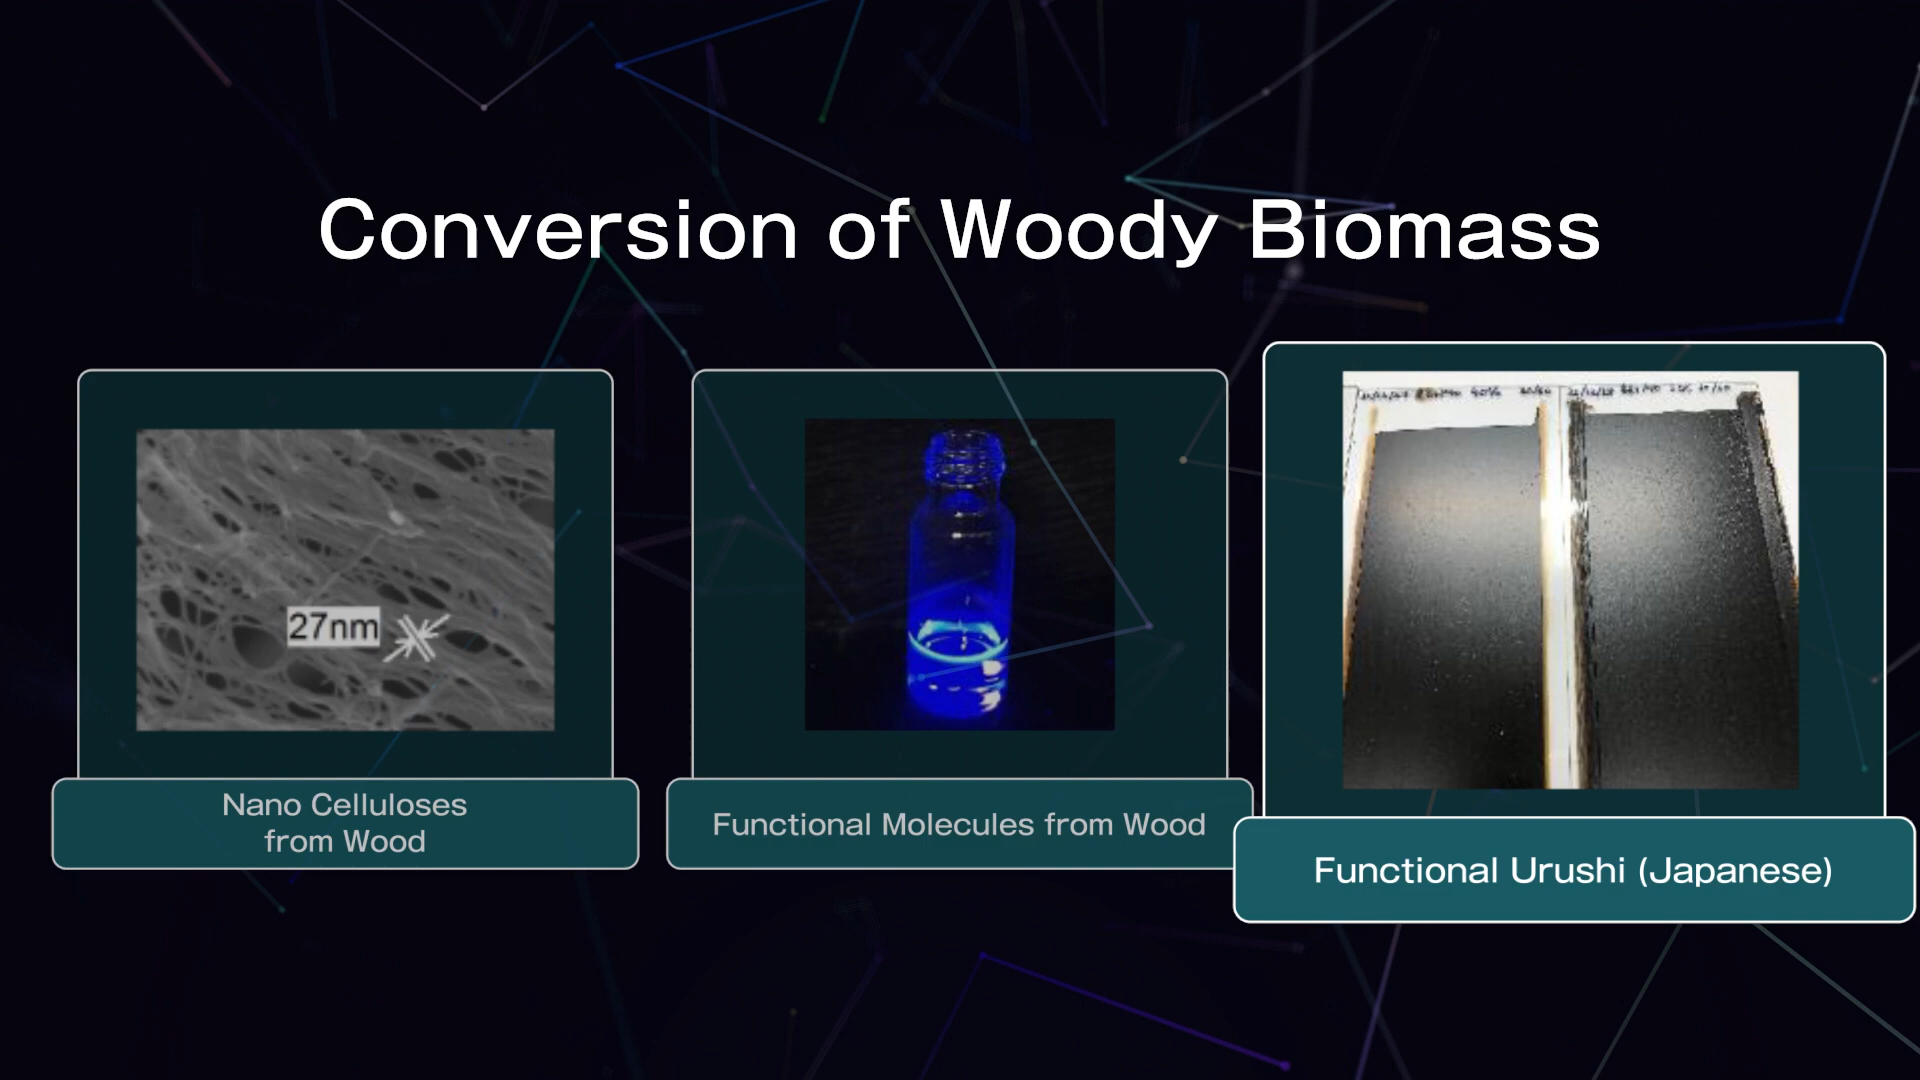 Conversion of Woody Biomass
27nm
Nano Celluloses
from Wood
Functional Molecules from Wood
Functional Urushi (Japanese)